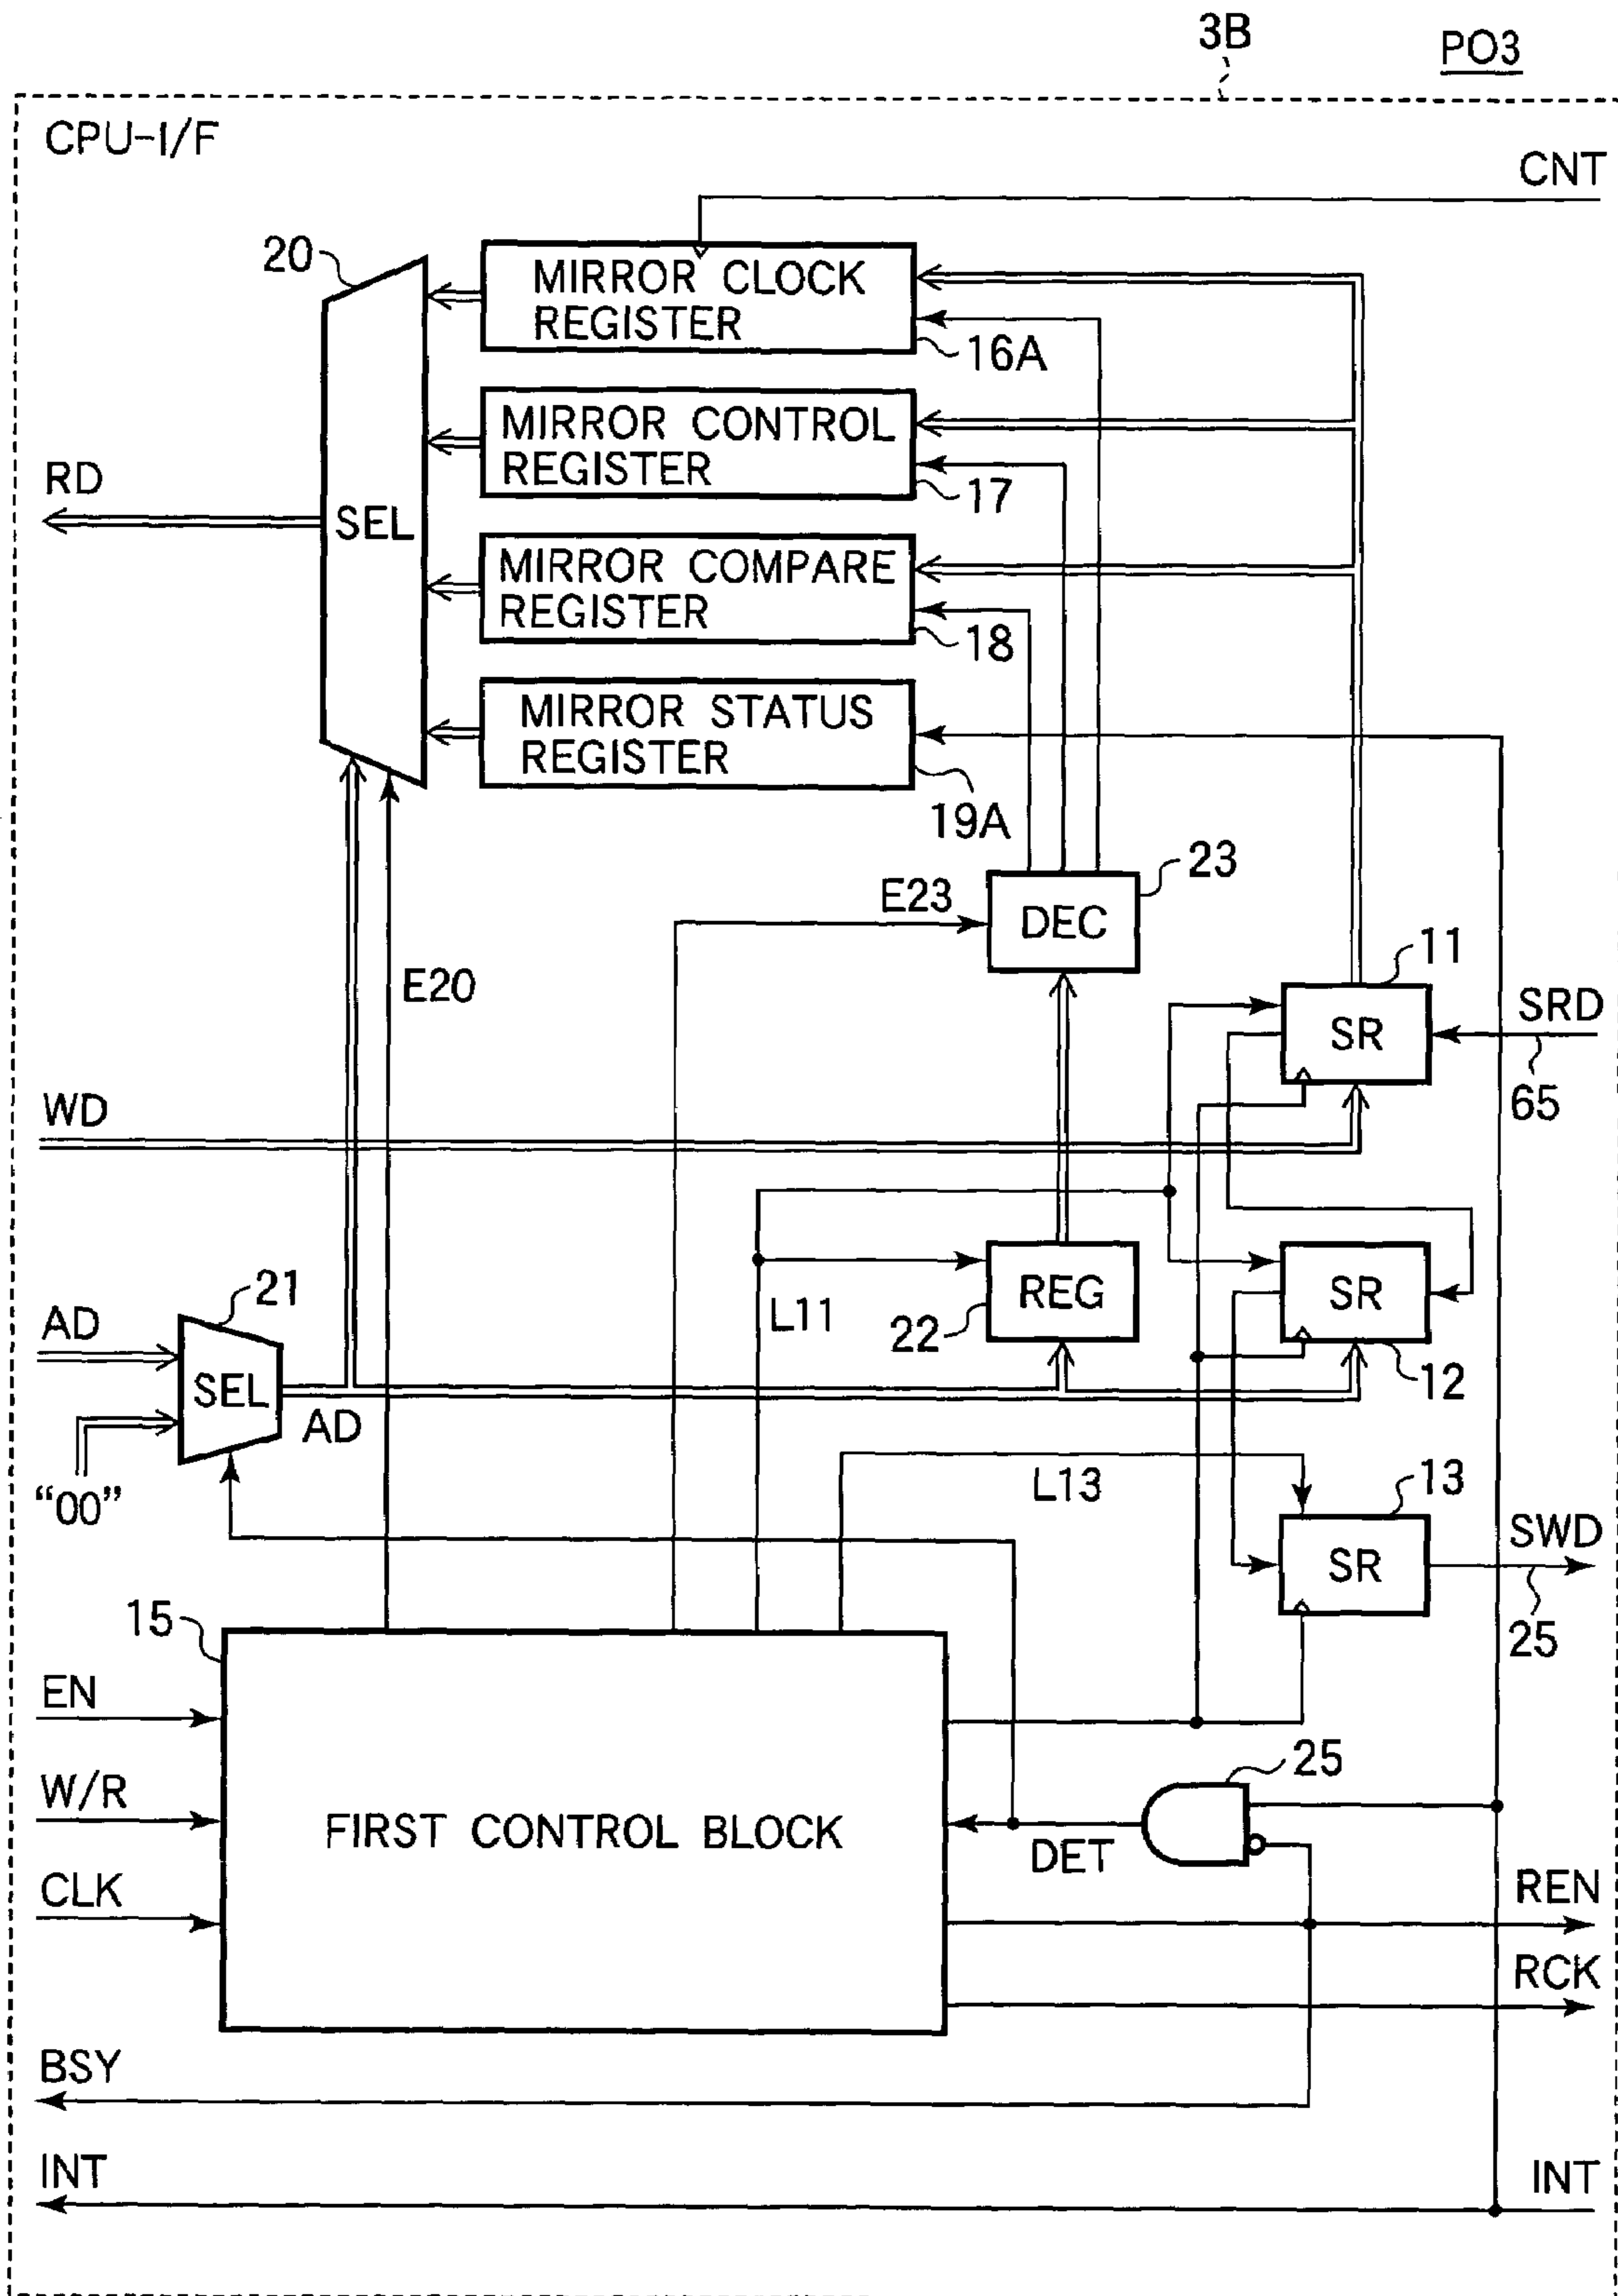 3B
PO3
CPU-I/F
CNT
20
MIRROR CLOCK
REGISTER
16A
MIRROR CONTROL
REGISTER
17
RD
SEL
MIRROR COMPARE
REGISTER
18
MIRROR STATUS
REGISTER
19A
23
E23
DEC
11
E20
SRD
SR
65
WD
21
AD
L11
REG
22
SR
12
SEL
AD
"00"
L13
13
SWD
SR
25
15
EN
25
W/R
FIRST CONTROL BLOCK
DET
CLK
REN
RCK
BSY
INT
INT